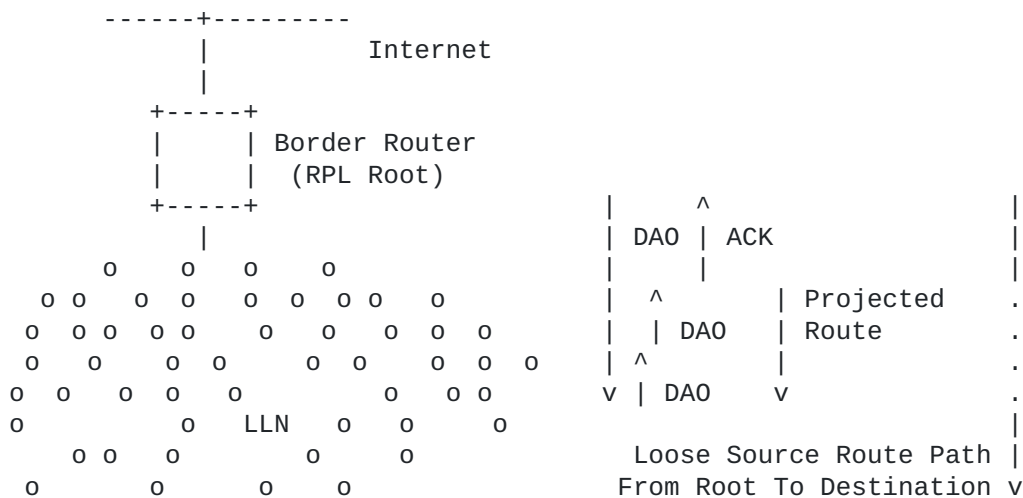 Internet
Border Router
(RPL Root)
DAO ACK
Projected
DAO Route
DAO
LLN
Loose Source Route Path
From Root To Destination